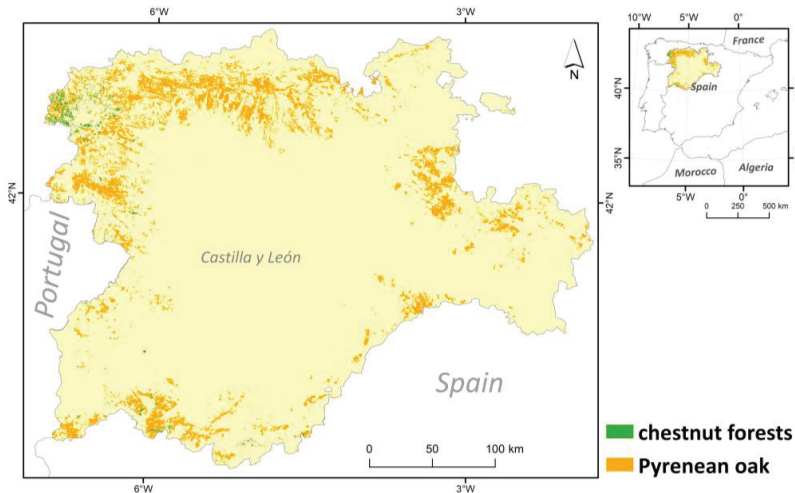 6°W
3°W
N
42°N
42°N
Portugal
Castilla y León
Spain
0 50 100 km
6°W
3°W
10°W
5°W
0°
France
40°N
Spain
35°N
Morocco
Algeria
5°W
0°
0 250 500 km
chestnut forests
Pyrenean oak